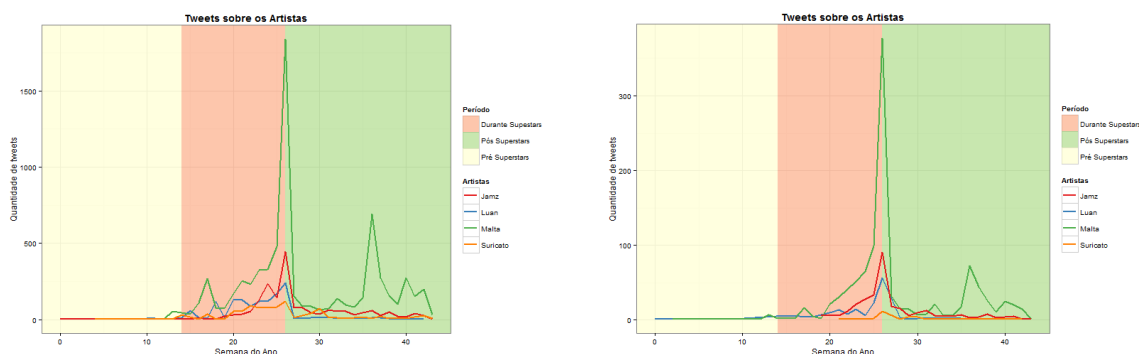 Tweets sobre os Artistas
Quantidade de tweets
1500
1000
500
0
0
10
20
30
40
Semana do Ano
Período
Durante Supestars
Pós Superstars
Pré Superstars
Artistas
Jamz
Luan
Malta
Suricato
Tweets sobre os Artistas
Quantidade de tweets
300
200
100
0
0
10
20
30
40
Semana do Ano
Período
Durante Supestars
Pós Superstars
Pré Superstars
Artistas
Jamz
Luan
Malta
Suricato